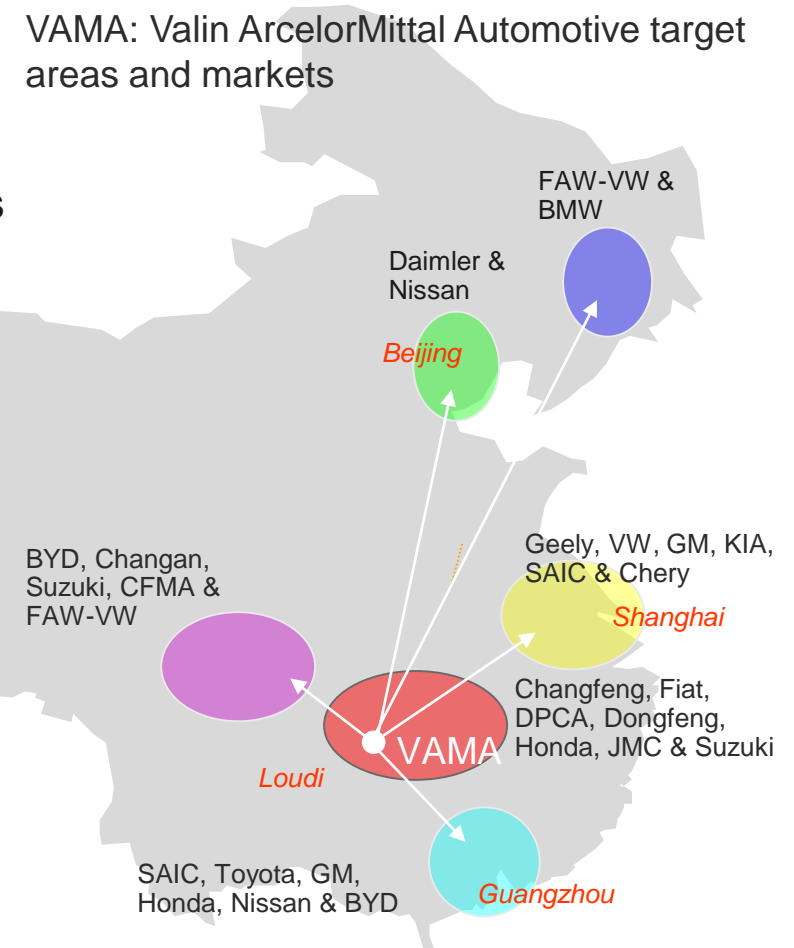 VAMA: Valin ArcelorMittal Automotive target
areas and markets
s
FAW-VW &
BMW
Daimler &
Nissan
Beijing
BYD, Changan,
Suzuki, CFMA &
FAW-VW
Geely, VW, GM, KIA,
SAIC & Chery
Shanghai
Changfeng, Fiat,
DPCA, Dongfeng,
Honda, JMC & Suzuki
VAMA
Loudi
SAIC, Toyota, GM,
Honda, Nissan & BYD
Guangzhou